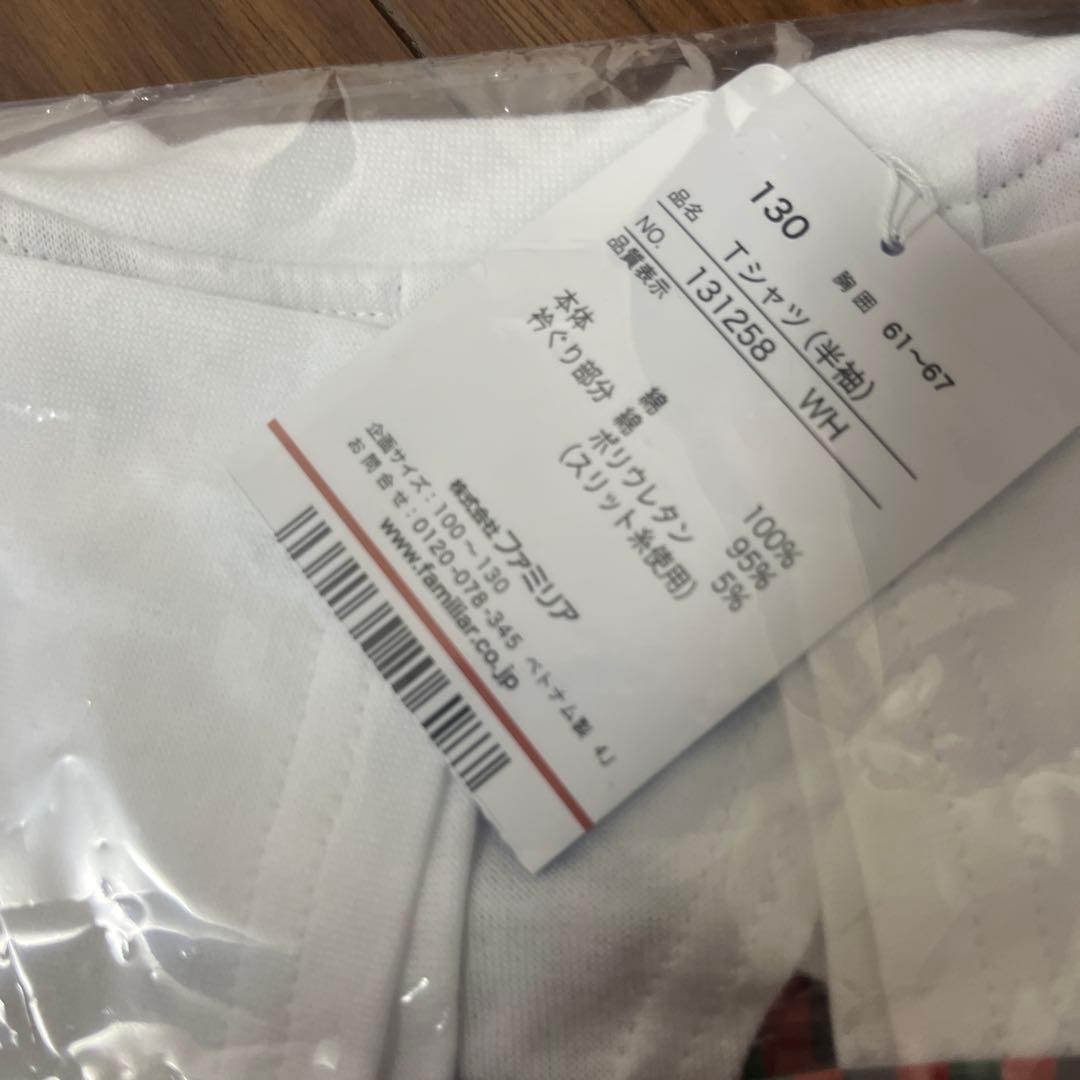 130 胸囲 61～67
品名 Tシャツ(半袖)
NO. 131258 WH
品質表示
本体 綿 100%
衿ぐり部分 綿 95%
ポリウレタン 5%
(スリット糸使用)
株式会社ファミリア
企画サイズ:100～130
お問合せ:0120-078-345 ベトナム製 4J
www.familiar.co.jp